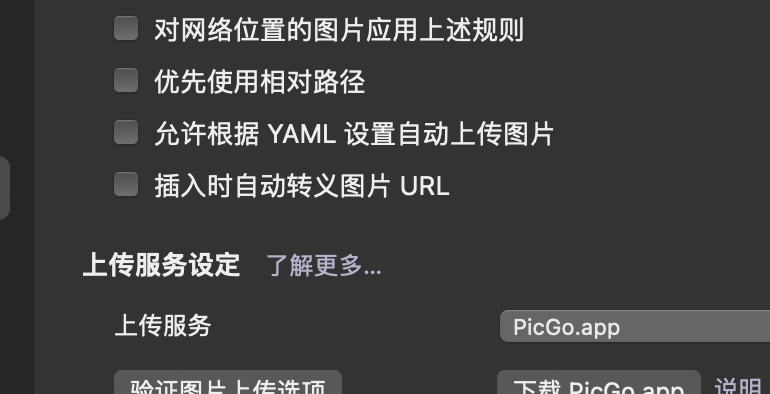 对网络位置的图片应用上述规则
优先使用相对路径
允许根据 YAML 设置自动上传图片
插入时自动转义图片 URL
上传服务设定 了解更多...
上传服务 PicGo.app
验证图片上传选项 下载 PicGo.app 说明